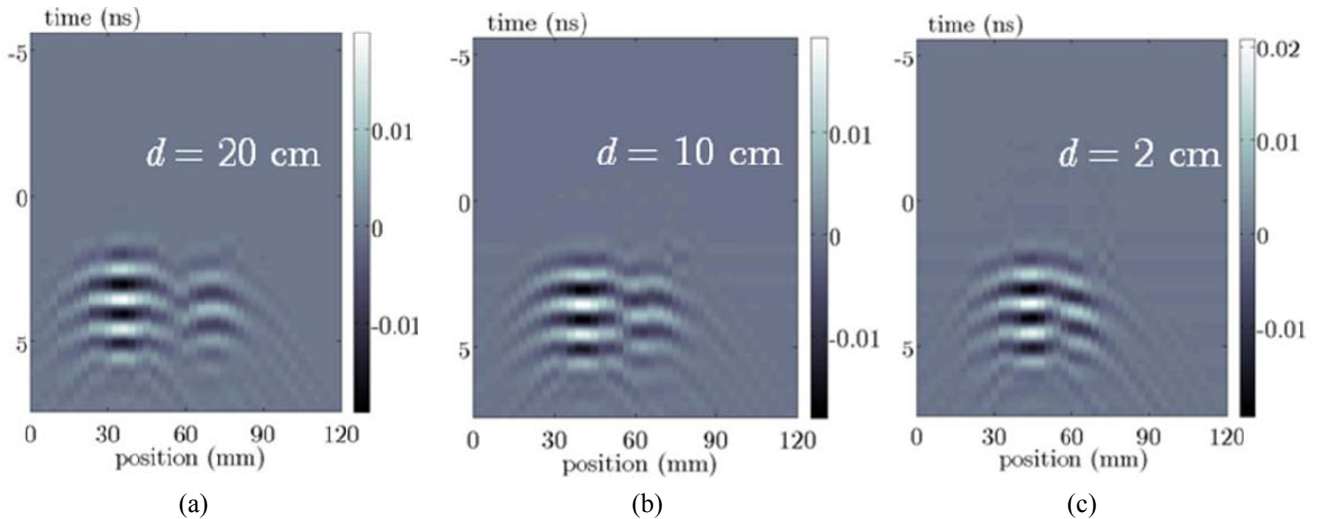 time (ns)
-5
0
5
0 30 60 90 120
position (mm)
d = 20 cm
0.01
0
-0.01
(a)
time (ns)
-5
0
5
0 30 60 90 120
position (mm)
d = 10 cm
0.01
0
-0.01
(b)
time (ns)
-5
0
5
0 30 60 90 120
position (mm)
d = 2 cm
0.02
0.01
0
-0.01
(c)